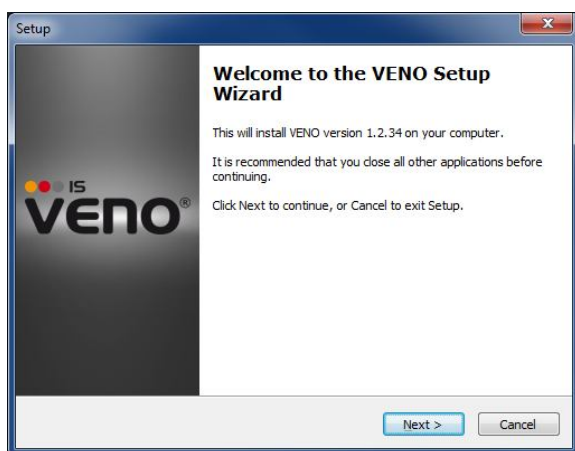 Setup
Welcome to the VENO Setup
Wizard
This will install VENO version 1.2.34 on your computer.
It is recommended that you close all other applications before
continuing.
Click Next to continue, or Cancel to exit Setup.
IS
VENO®
Next >
Cancel